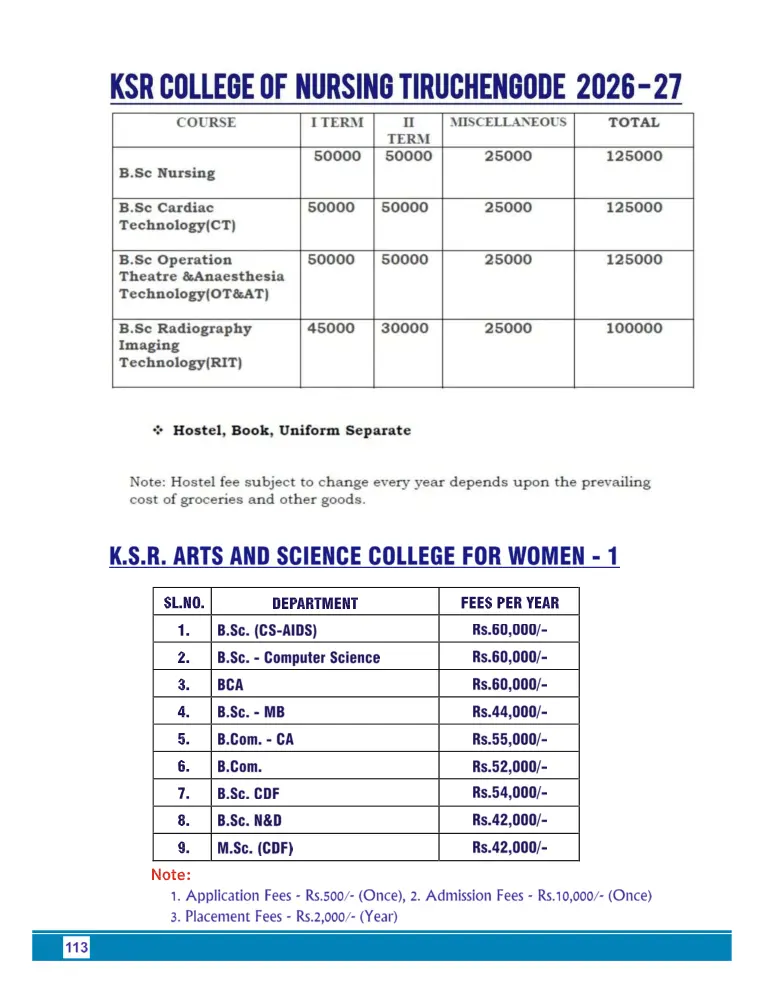 KSR COLLEGE OF NURSING TIRUCHENGODE 2026-27
COURSE I TERM II TERM MISCELLANEOUS TOTAL
B.Sc Nursing 50000 50000 25000 125000
B.Sc Cardiac Technology(CT) 50000 50000 25000 125000
B.Sc Operation Theatre &Anaesthesia Technology(OT&AT) 50000 50000 25000 125000
B.Sc Radiography Imaging Technology(RIT) 45000 30000 25000 100000
❖ Hostel, Book, Uniform Separate
Note: Hostel fee subject to change every year depends upon the prevailing
cost of groceries and other goods.
K.S.R. ARTS AND SCIENCE COLLEGE FOR WOMEN - 1
SL.NO. DEPARTMENT FEES PER YEAR
1. B.Sc. (CS-AIDS) Rs.60,000/-
2. B.Sc. - Computer Science Rs.60,000/-
3. BCA Rs.60,000/-
4. B.Sc. - MB Rs.44,000/-
5. B.Com. - CA Rs.55,000/-
6. B.Com. Rs.52,000/-
7. B.Sc. CDF Rs.54,000/-
8. B.Sc. N&D Rs.42,000/-
9. M.Sc. (CDF) Rs.42,000/-
Note:
1. Application Fees - Rs.500/- (Once), 2. Admission Fees - Rs.10,000/- (Once)
3. Placement Fees - Rs.2,000/- (Year)
113